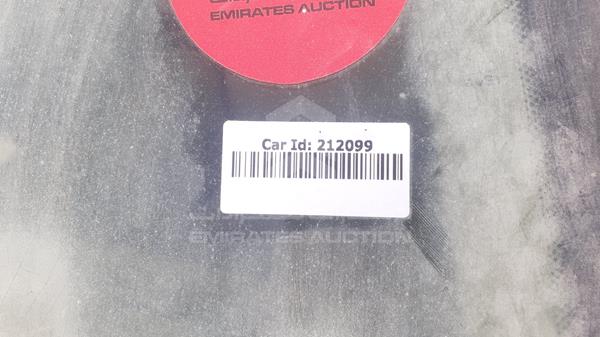 EMIRATES AUCTION
Car Id: 212099
EMIRATES AUCTION